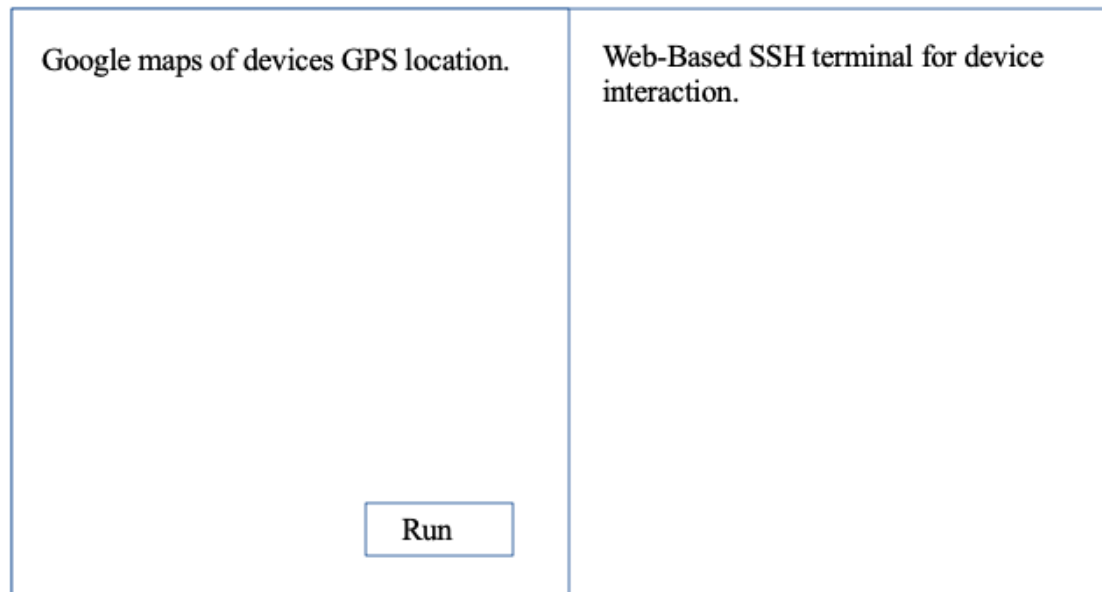 Google maps of devices GPS location.
Web-Based SSH terminal for device
interaction.
Run